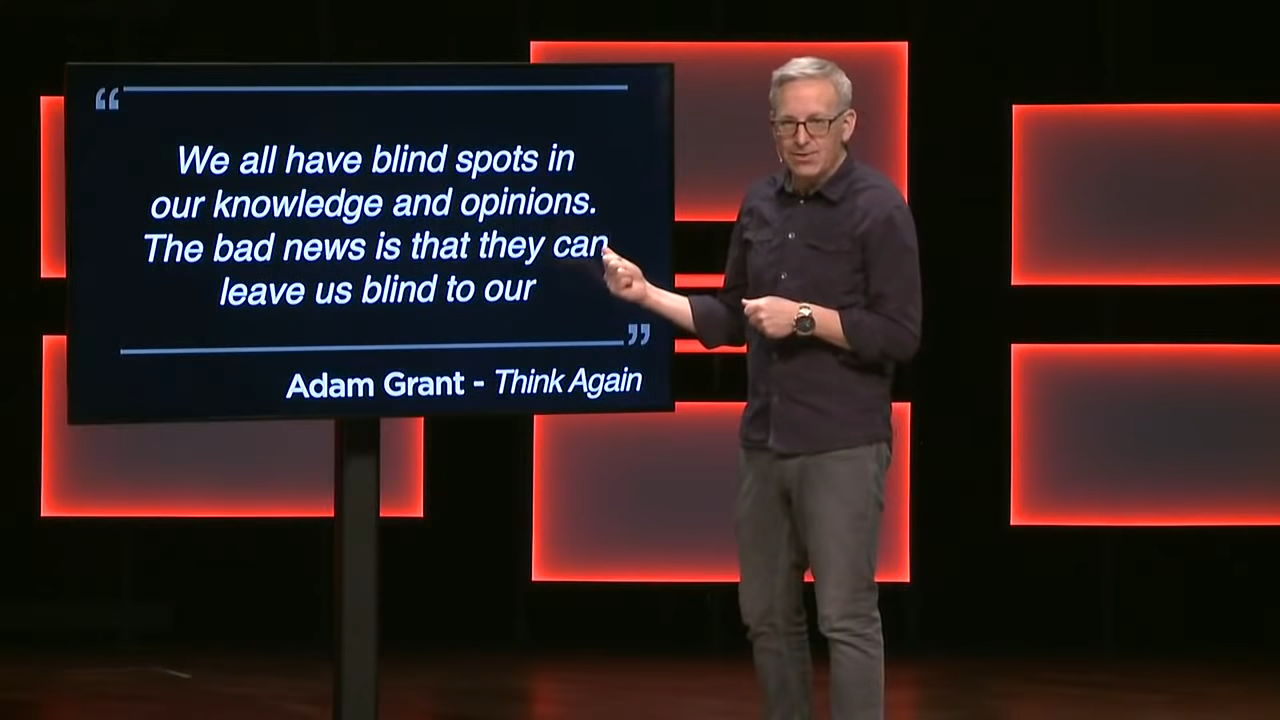 “
We all have blind spots in
our knowledge and opinions.
The bad news is that they can
leave us blind to our
”
Adam Grant - Think Again